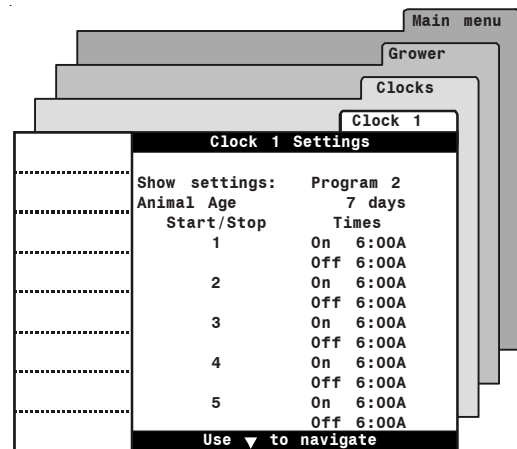 Main menu
Grower
Clocks
Clock 1
Clock 1 Settings
Show settings: Program 2
Animal Age 7 days
Start/Stop Times
1 On 6:00A
Off 6:00A
2 On 6:00A
Off 6:00A
3 On 6:00A
Off 6:00A
4 On 6:00A
Off 6:00A
5 On 6:00A
Off 6:00A
Use ▼ to navigate